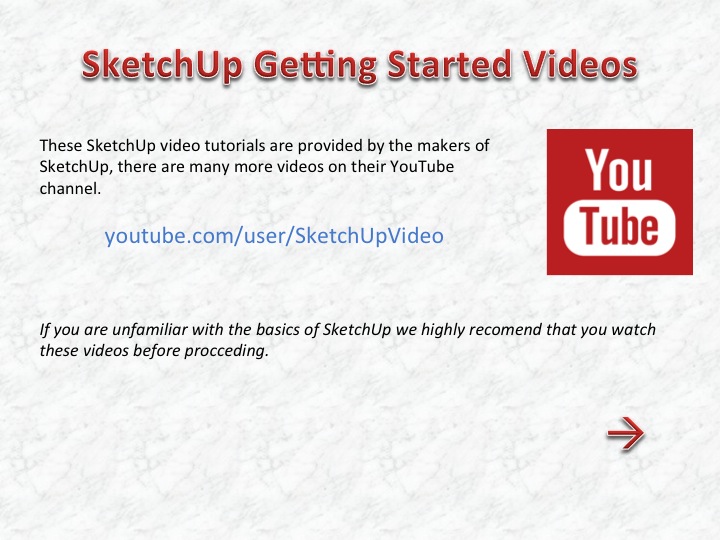 SketchUp Getting Started Videos
These SketchUp video tutorials are provided by the makers of
SketchUp, there are many more videos on their YouTube
channel.
You
Tube
youtube.com/user/SketchUpVideo
If you are unfamiliar with the basics of SketchUp we highly recomend that you watch
these videos before procceding.